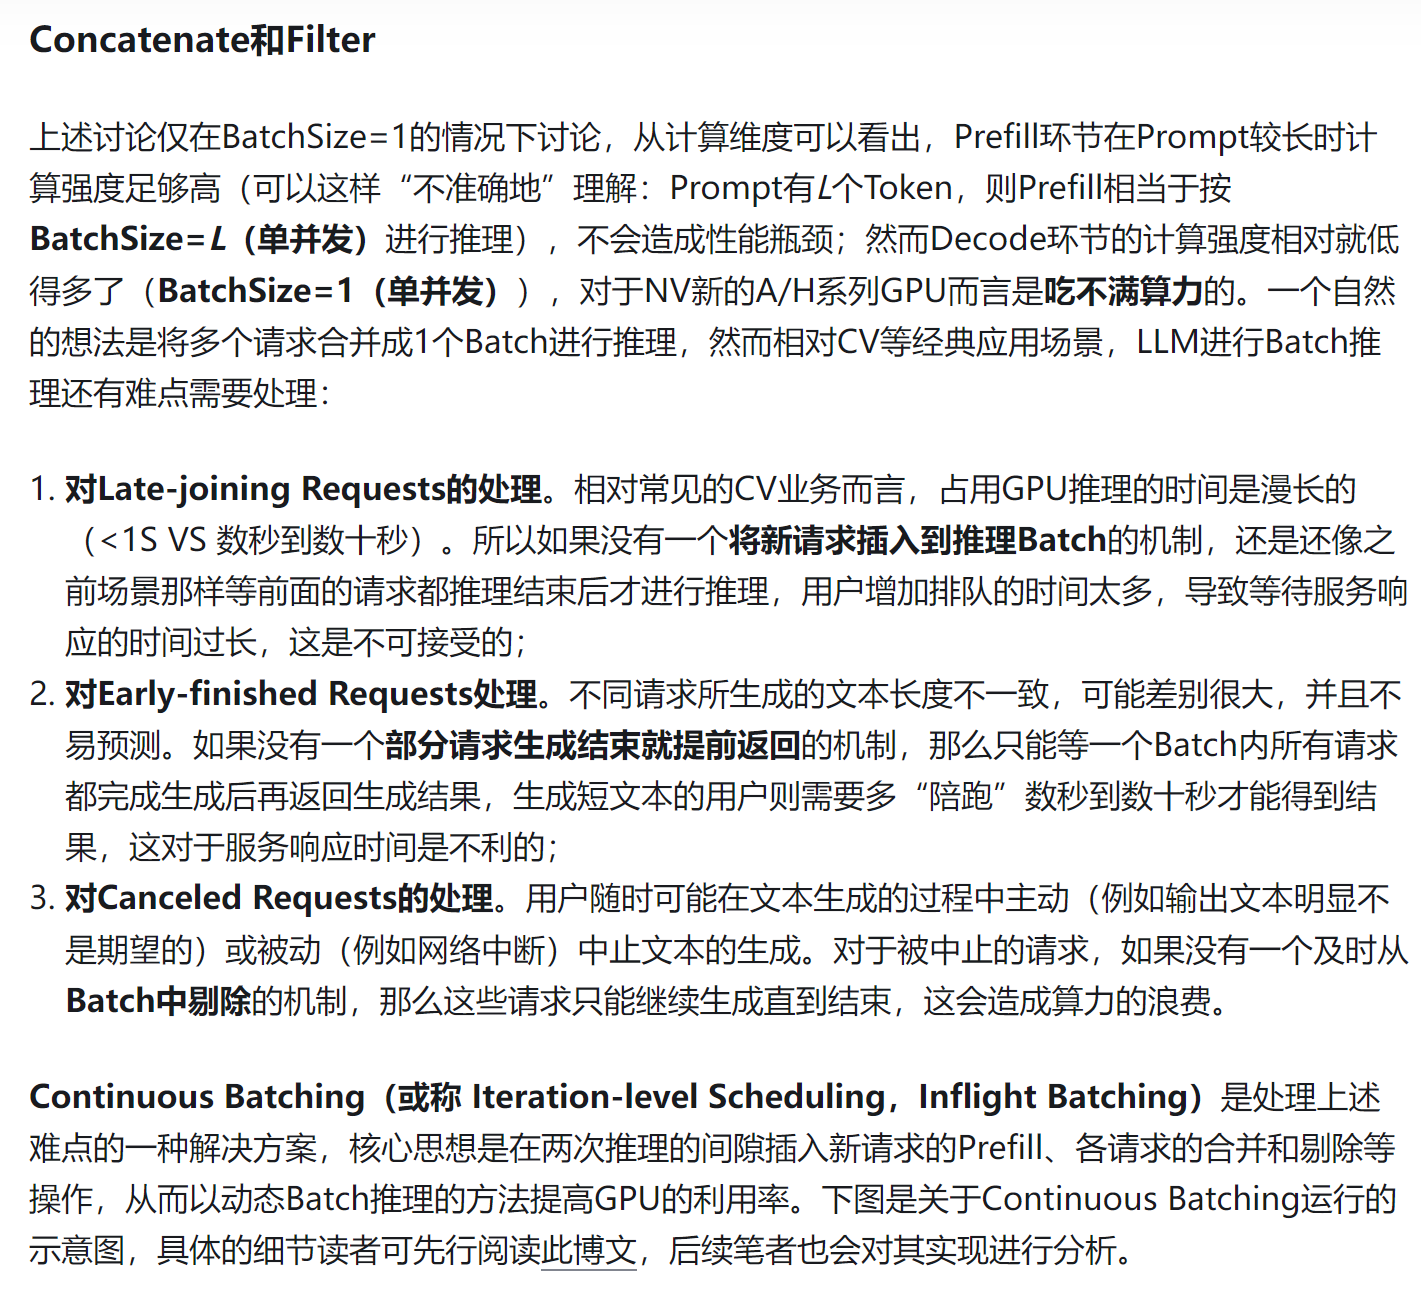 Concatenate和Filter
上述讨论仅在BatchSize=1的情况下讨论，从计算维度可以看出，Prefill环节在Prompt较长时计
算强度足够高（可以这样“不准确地”理解：Prompt有L个Token，则Prefill相当于按
BatchSize=L（单并发）进行推理），不会造成性能瓶颈；然而Decode环节的计算强度相对就低
得多了（BatchSize=1（单并发）），对于NV新的A/H系列GPU而言是吃不满算力的。一个自然
的想法是将多个请求合并成1个Batch进行推理，然而相对CV等经典应用场景，LLM进行Batch推
理还有难点需要处理：
1. 对Late-joining Requests的处理。相对常见的CV业务而言，占用GPU推理的时间是漫长的
（<1S VS 数秒到数十秒）。所以如果没有一个将新请求插入到推理Batch的机制，还是还像之
前场景那样等前面的请求都推理结束后才进行推理，用户增加排队的时间太多，导致等待服务响
应的时间过长，这是不可接受的；
2. 对Early-finished Requests处理。不同请求所生成的文本长度不一致，可能差别很大，并且不
易预测。如果没有一个部分请求生成结束就提前返回的机制，那么只能等一个Batch内所有请求
都完成生成后再返回生成结果，生成短文本的用户则需要多“陪跑”数秒到数十秒才能得到结
果，这对于服务响应时间是不利的；
3. 对Canceled Requests的处理。用户随时可能在文本生成的过程中主动（例如输出文本明显不
是期望的）或被动（例如网络中断）中止文本的生成。对于被中止的请求，如果没有一个及时从
Batch中剔除的机制，那么这些请求只能继续生成直到结束，这会造成算力的浪费。
Continuous Batching（或称 Iteration-level Scheduling，Inflight Batching）是处理上述
难点的一种解决方案，核心思想是在两次推理的间隙插入新请求的Prefill、各请求的合并和剔除等
操作，从而以动态Batch推理的方法提高GPU的利用率。下图是关于Continuous Batching运行的
示意图，具体的细节读者可先行阅读此博文，后续笔者也会对其实现进行分析。